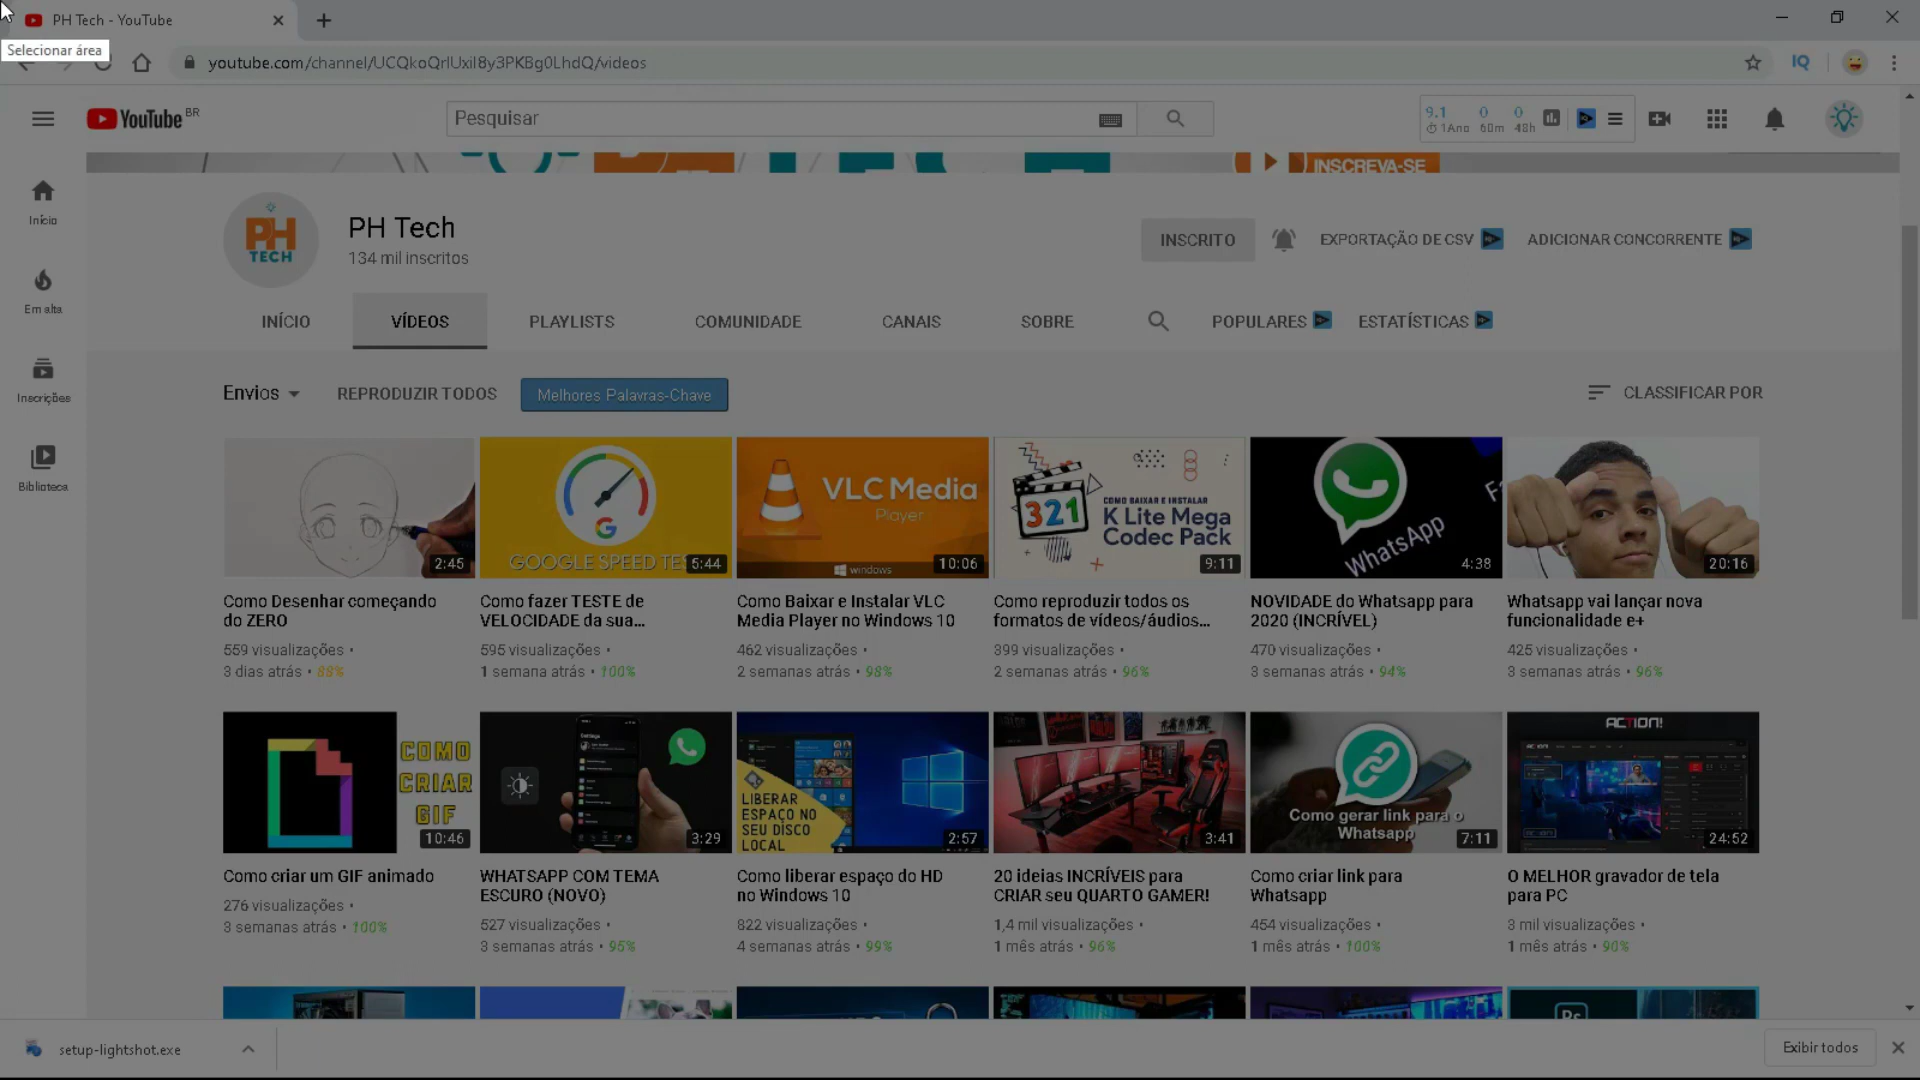 PH Tech - YouTube
Selecionar área
youtube.com/channel/UCQkoQrlUxil8y3PKBg0LhdQ/videos
IQ
YouTube BR
Pesquisar
9.1 0 0
1Ano 60m 48h
INSCREVA-SE
PH
TECH
PH Tech
134 mil inscritos
INSCRITO
EXPORTAÇÃO DE CSV
ADICIONAR CONCORRENTE
Início
Em alta
Inscrições
Biblioteca
INÍCIO
VÍDEOS
PLAYLISTS
COMUNIDADE
CANAIS
SOBRE
POPULARES
ESTATÍSTICAS
Envios
REPRODUZIR TODOS
Melhores Palavras-Chave
CLASSIFICAR POR
2:45
G
GOOGLE SPEED TES
5:44
VLC Media
Player
windows
10:06
321
COMO BAIXAR E INSTALAR
K Lite Mega
Codec Pack
9:11
WhatsApp
4:38
20:16
Como Desenhar começando
do ZERO
559 visualizações •
3 dias atrás • 88%
Como fazer TESTE de
VELOCIDADE da sua...
595 visualizações •
1 semana atrás • 100%
Como Baixar e Instalar VLC
Media Player no Windows 10
462 visualizações •
2 semanas atrás • 98%
Como reproduzir todos os
formatos de vídeos/áudios...
399 visualizações •
2 semanas atrás • 96%
NOVIDADE do Whatsapp para
2020 (INCRÍVEL)
470 visualizações •
3 semanas atrás • 94%
Whatsapp vai lançar nova
funcionalidade e+
425 visualizações •
3 semanas atrás • 96%
COMO
CRIAR
GIF
10:46
3:29
LIBERAR
ESPAÇO NO
SEU DISCO
LOCAL
2:57
3:41
Como gerar link para o
Whatsapp
7:11
ACTION!
24:52
Como criar um GIF animado
276 visualizações •
3 semanas atrás • 100%
WHATSAPP COM TEMA
ESCURO (NOVO)
527 visualizações •
3 semanas atrás • 95%
Como liberar espaço do HD
no Windows 10
822 visualizações •
4 semanas atrás • 99%
20 ideias INCRÍVEIS para
CRIAR seu QUARTO GAMER!
1,4 mil visualizações •
1 mês atrás • 96%
Como criar link para
Whatsapp
454 visualizações •
1 mês atrás • 100%
O MELHOR gravador de tela
para PC
3 mil visualizações •
1 mês atrás • 90%
Ps
setup-lightshot.exe
Exibir todos